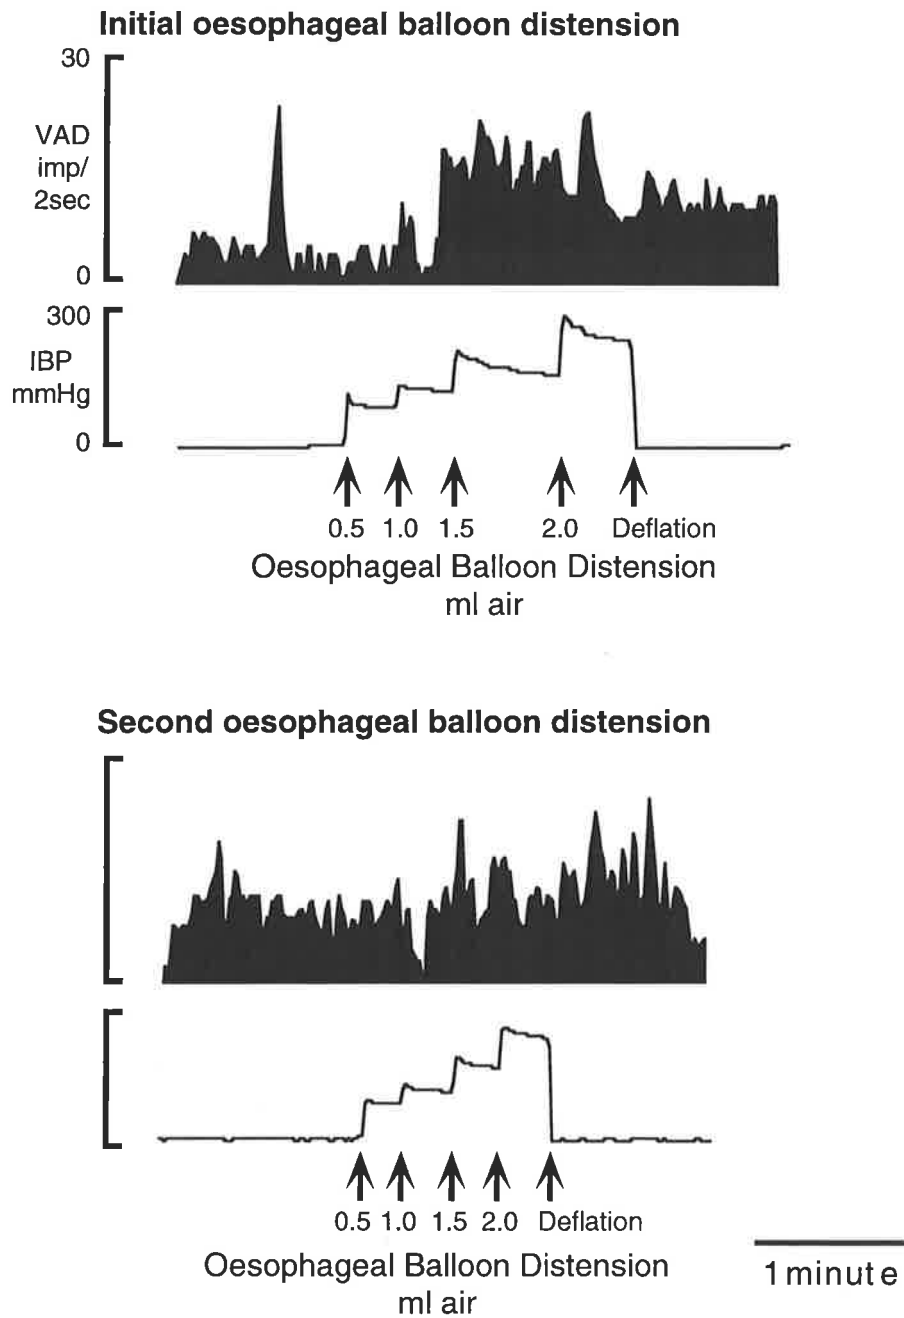 Initial oesophageal balloon distension
30
VAD
imp/
2sec
0
300
IBP
mmHg
0
0.5 1.0 1.5 2.0 Deflation
Oesophageal Balloon Distension
ml air
Second oesophageal balloon distension
0.5 1.0 1.5 2.0 Deflation
Oesophageal Balloon Distension
ml air
1minute